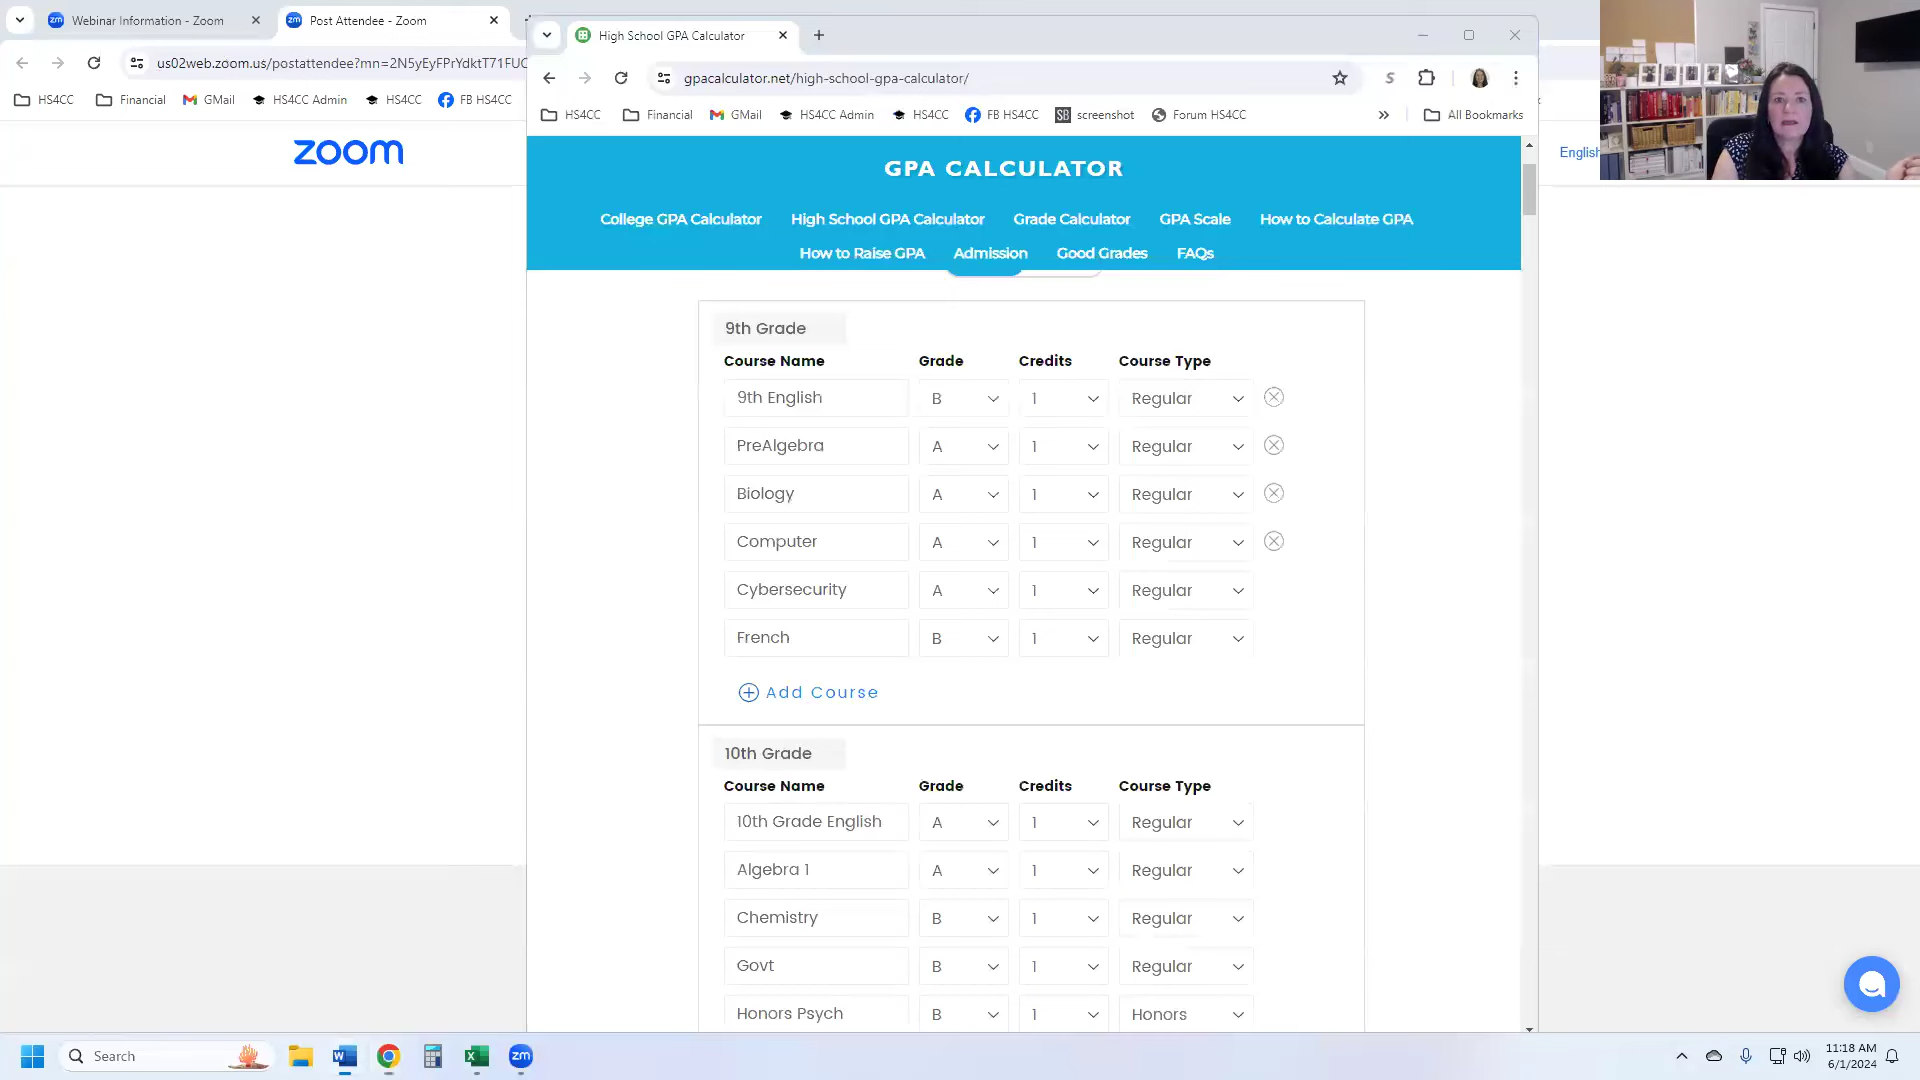 Webinar Information - Zoom
Post Attendee - Zoom
us02web.zoom.us/postattendee?mn=2N5yEyFPrYdktT71FUC
HS4CC
Financial
GMail
HS4CC Admin
HS4CC
FB HS4CC
zoom
English
High School GPA Calculator
gpacalculator.net/high-school-gpa-calculator/
HS4CC
Financial
GMail
HS4CC Admin
HS4CC
FB HS4CC
SB screenshot
Forum HS4CC
All Bookmarks
GPA CALCULATOR
College GPA Calculator High School GPA Calculator Grade Calculator GPA Scale How to Calculate GPA
How to Raise GPA Admission Good Grades FAQs
9th Grade
Course Name Grade Credits Course Type
9th English B 1 Regular
PreAlgebra A 1 Regular
Biology A 1 Regular
Computer A 1 Regular
Cybersecurity A 1 Regular
French B 1 Regular
Add Course
10th Grade
Course Name Grade Credits Course Type
10th Grade English A 1 Regular
Algebra 1 A 1 Regular
Chemistry B 1 Regular
Govt B 1 Regular
Honors Psych B 1 Honors
Search
zm
11:18 AM
6/1/2024